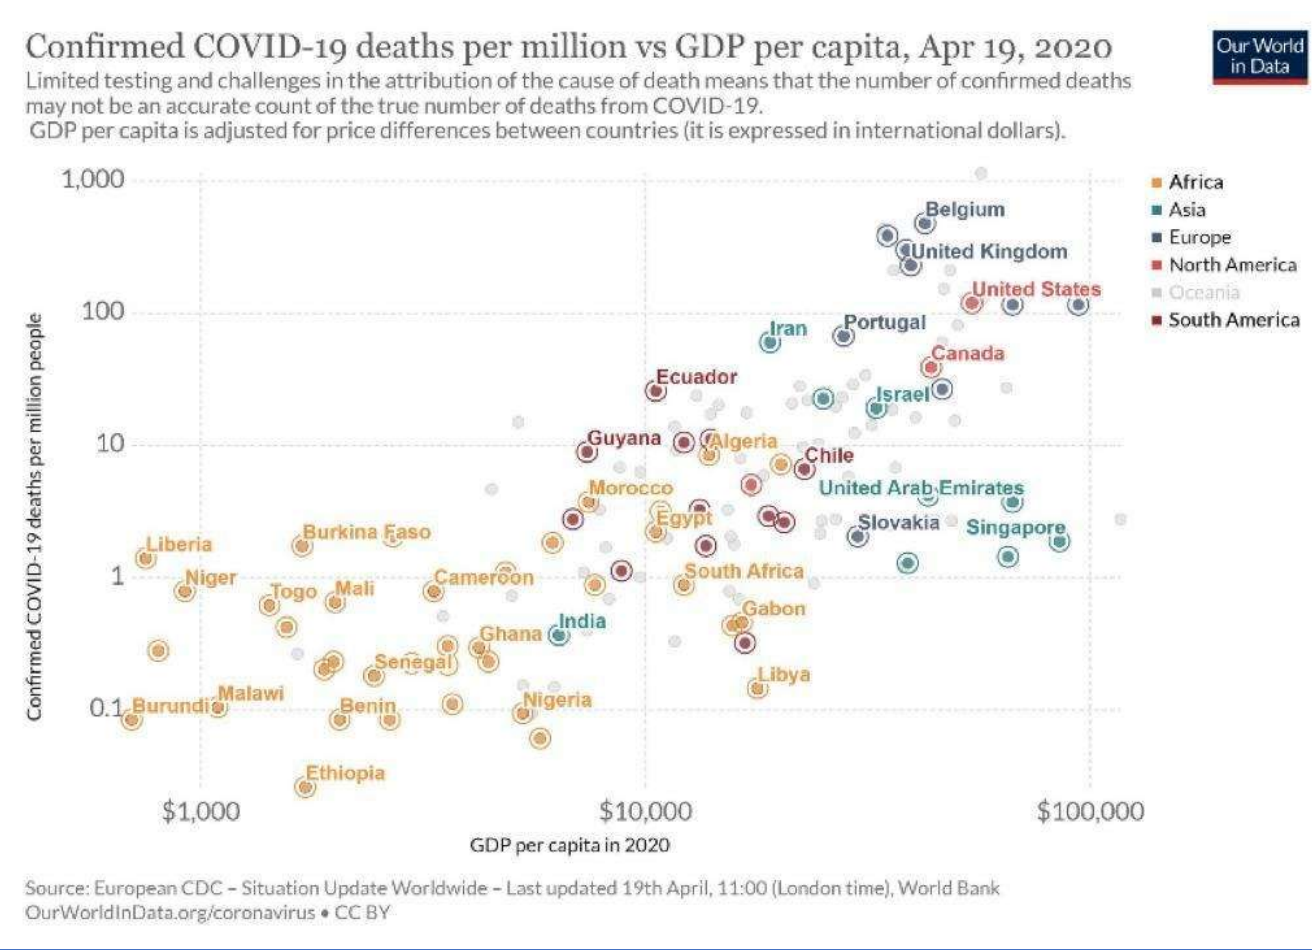 Confirmed COVID-19 deaths per million vs GDP per capita, Apr 19, 2020
Our World
in Data
Limited testing and challenges in the attribution of the cause of death means that the number of confirmed deaths
may not be an accurate count of the true number of deaths from COVID-19.
GDP per capita is adjusted for price differences between countries (it is expressed in international dollars).
1,000
100
10
1
0.1
Confirmed COVID-19 deaths per million people
Belgium
United Kingdom
United States
Iran
Portugal
Canada
Ecuador
Israel
Guyana
Algeria
Chile
Morocco
United Arab Emirates
Egypt
Slovakia
Singapore
Burkina Faso
Liberia
Niger
Togo
Mali
Cameroon
South Africa
India
Gabon
Ghana
Senegal
Libya
Burundi
Malawi
Benin
Nigeria
Ethiopia
$1,000
$10,000
$100,000
GDP per capita in 2020
Africa
Asia
Europe
North America
Oceania
South America
Source: European CDC – Situation Update Worldwide – Last updated 19th April, 11:00 (London time), World Bank
OurWorldInData.org/coronavirus • CC BY